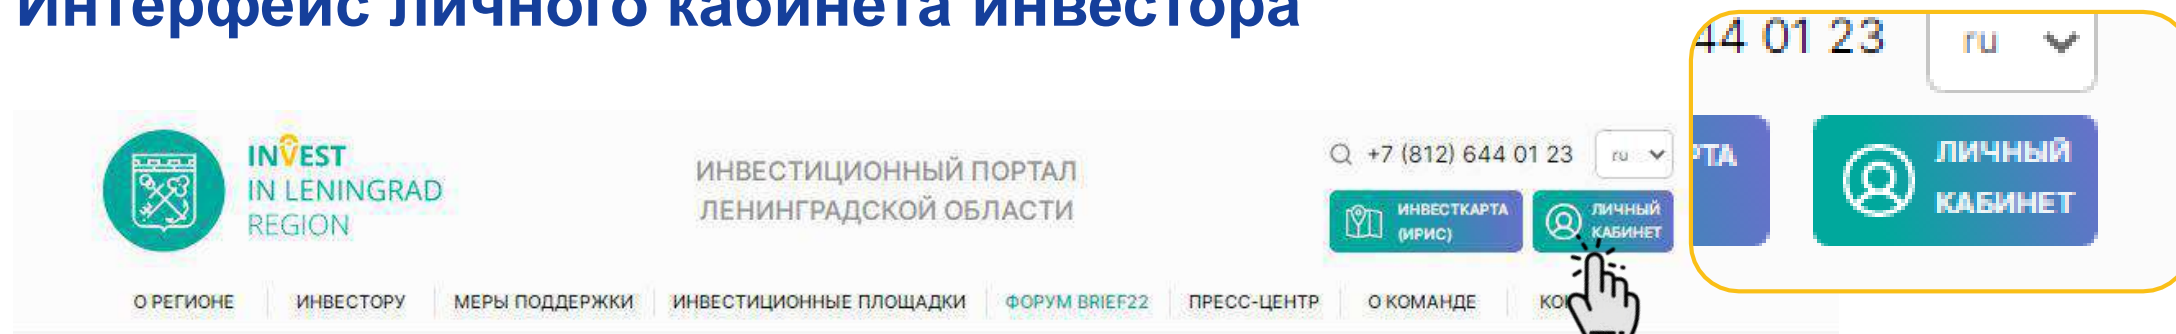 Интерфейс личного кабинета инвестора
44 01 23
ru
РТА
ЛИЧНЫЙ
КАБИНЕТ
INVEST
IN LENINGRAD
REGION
ИНВЕСТИЦИОННЫЙ ПОРТАЛ
ЛЕНИНГРАДСКОЙ ОБЛАСТИ
+7 (812) 644 01 23
ru
ИНВЕСТКАРТА
(ИРИС)
ЛИЧНЫЙ
КАБИНЕТ
О РЕГИОНЕ
ИНВЕСТОРУ
МЕРЫ ПОДДЕРЖКИ
ИНВЕСТИЦИОННЫЕ ПЛОЩАДКИ
ФОРУМ BRIEF22
ПРЕСС-ЦЕНТР
О КОМАНДЕ